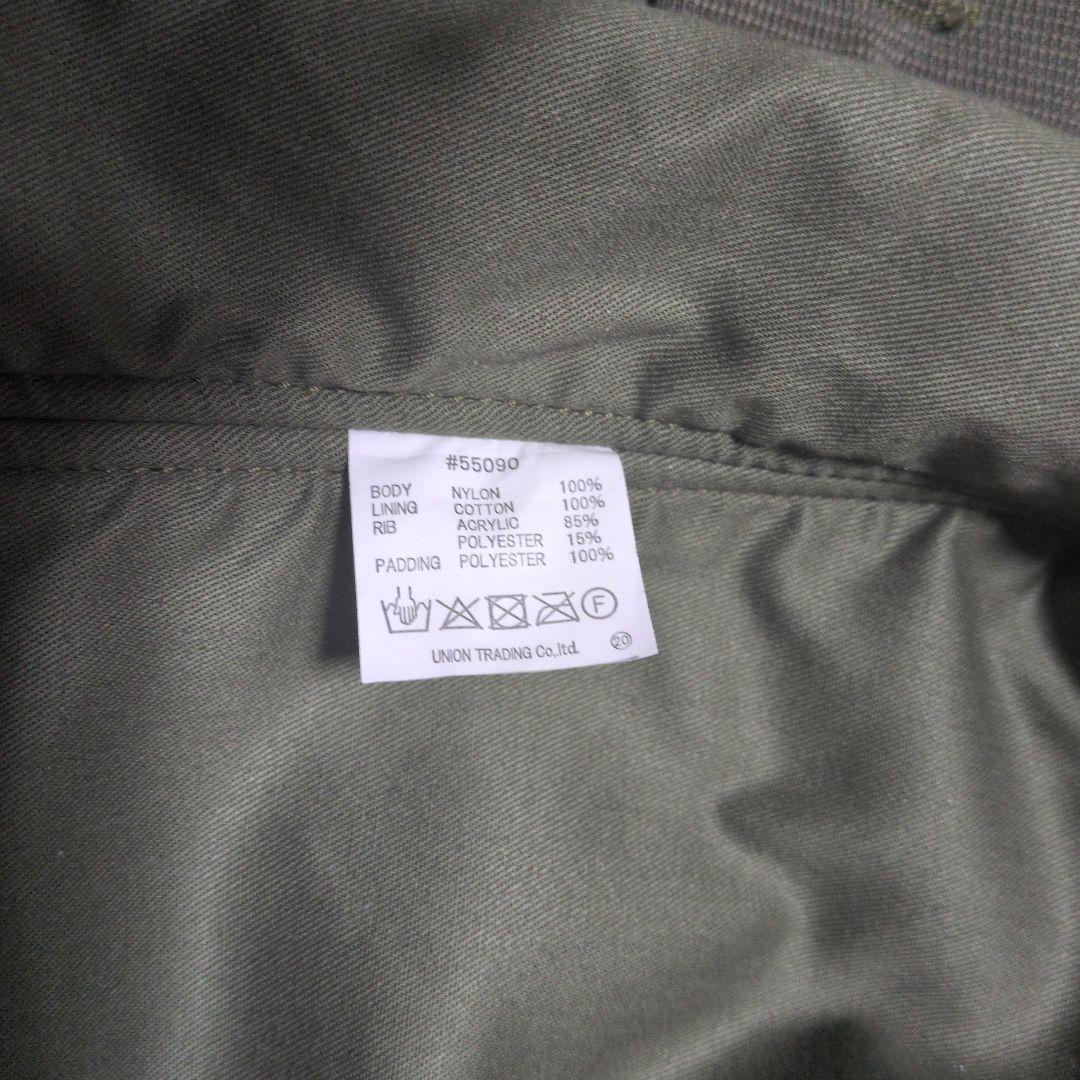 #55090
BODY NYLON 100%
LINING COTTON 100%
RIB ACRYLIC 85%
POLYESTER 15%
PADDING POLYESTER 100%
F
UNION TRADING Co.,ltd. 20